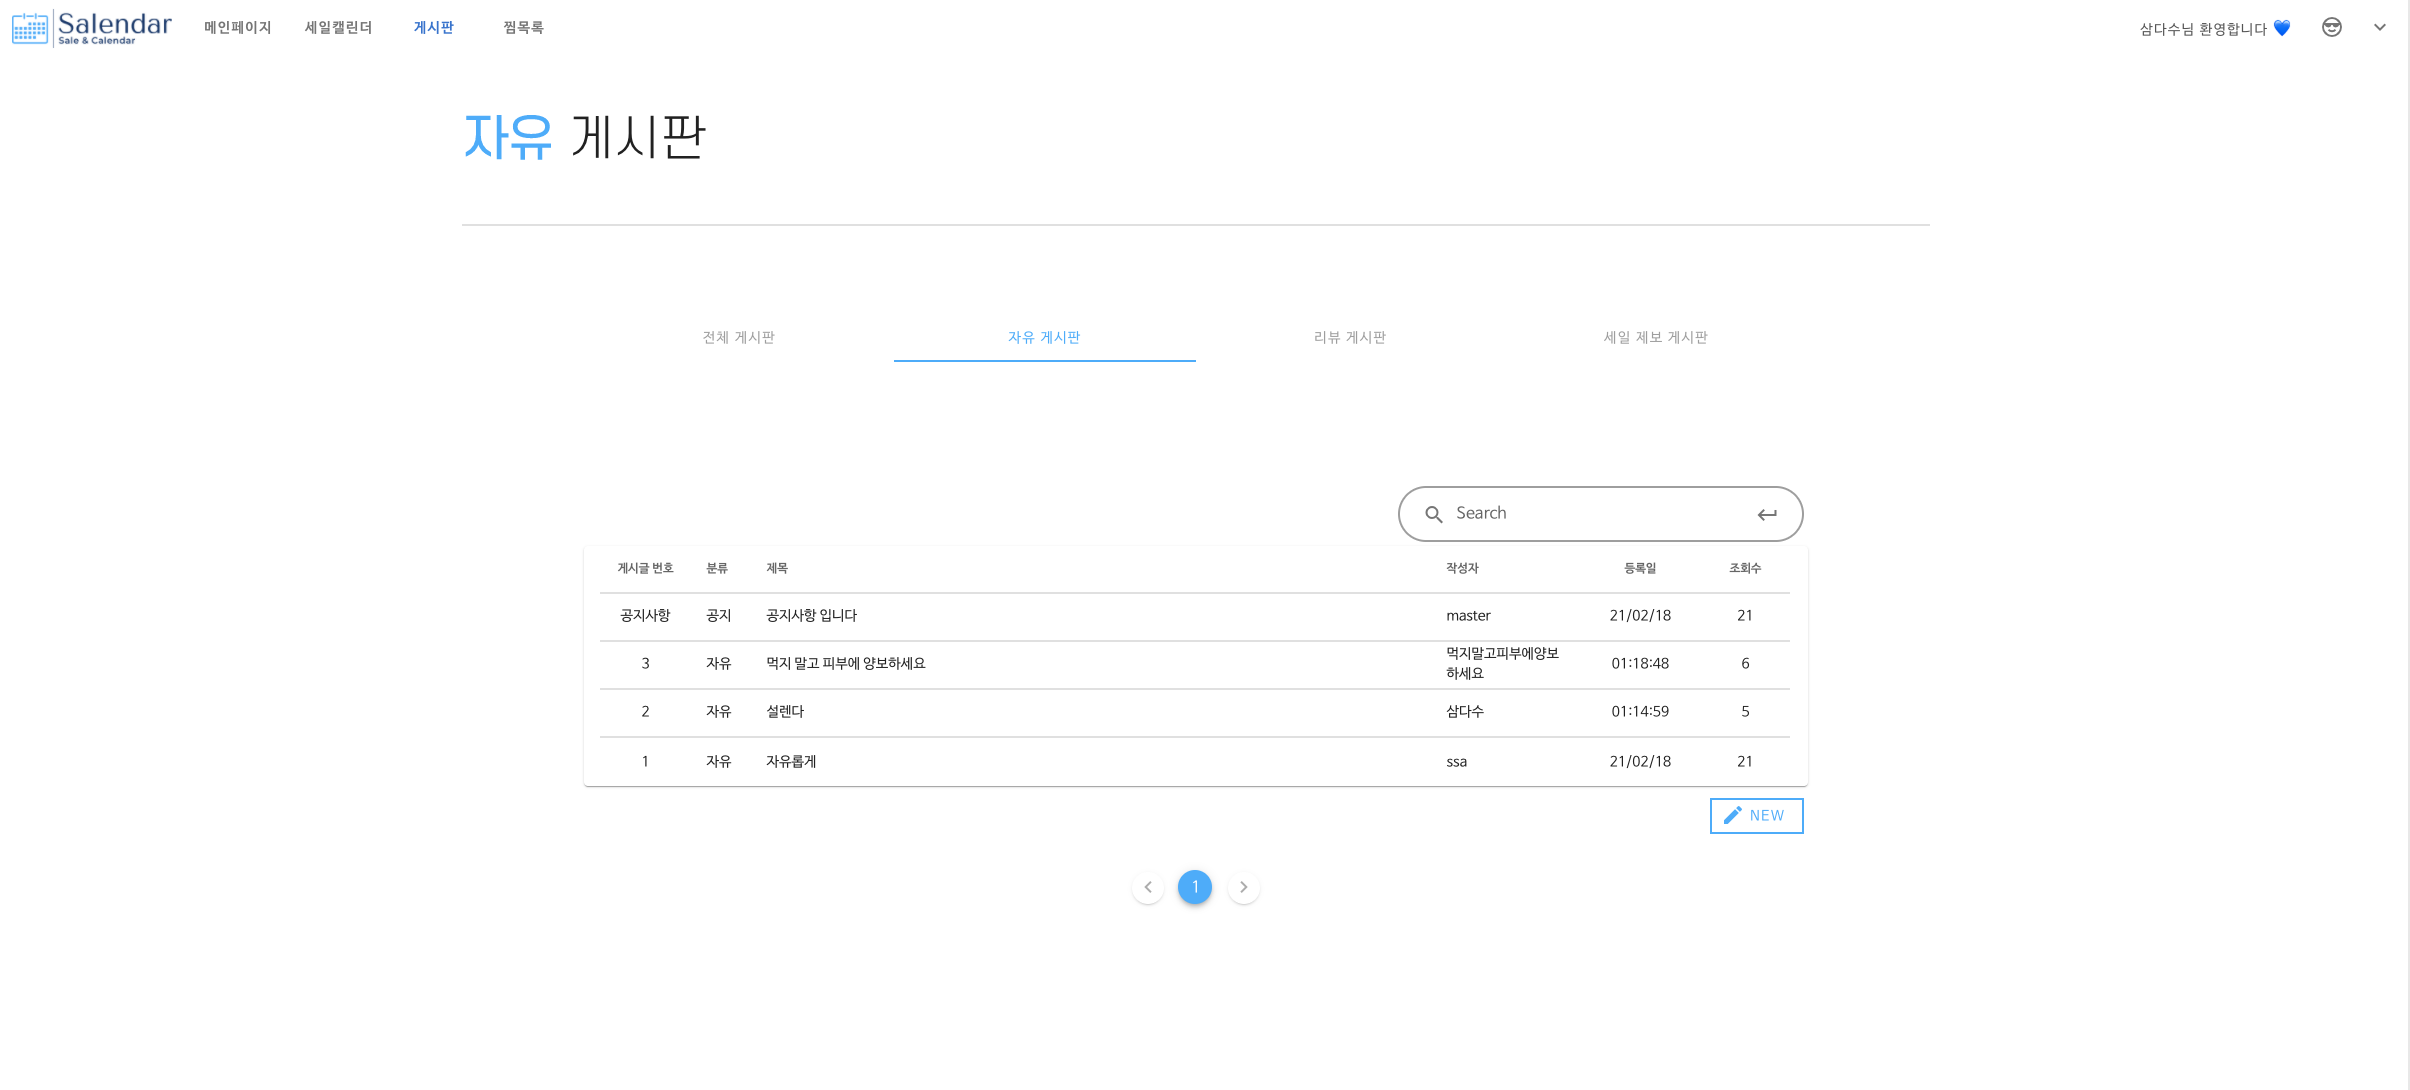 Salendar
Sale & Calendar
메인페이지 세일캘린더 게시판 찜목록
삼다수님 환영합니다 💙
자유 게시판
전체 게시판 자유 게시판 리뷰 게시판 세일 제보 게시판
Search
게시글 번호 분류 제목 작성자 등록일 조회수
공지사항 공지 공지사항 입니다 master 21/02/18 21
3 자유 먹지 말고 피부에 양보하세요 먹지말고피부에양보
하세요 01:18:48 6
2 자유 설렌다 삼다수 01:14:59 5
1 자유 자유롭게 ssa 21/02/18 21
NEW
1